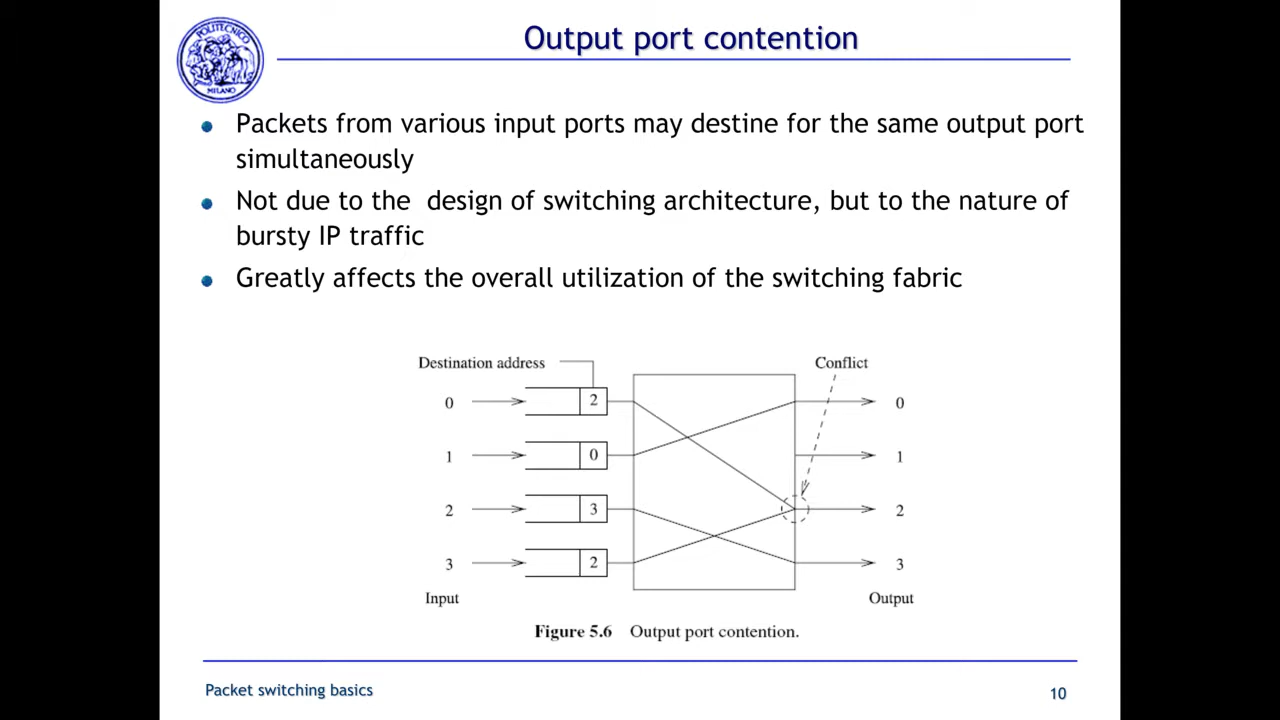 POLITECNICO
MILANO
Output port contention
Packets from various input ports may destine for the same output port
simultaneously
Not due to the  design of switching architecture, but to the nature of
bursty IP traffic
Greatly affects the overall utilization of the switching fabric
Destination address
Conflict
0 2 0
1 0 1
2 3 2
3 2 3
Input
Output
Figure 5.6 Output port contention.
Packet switching basics
10